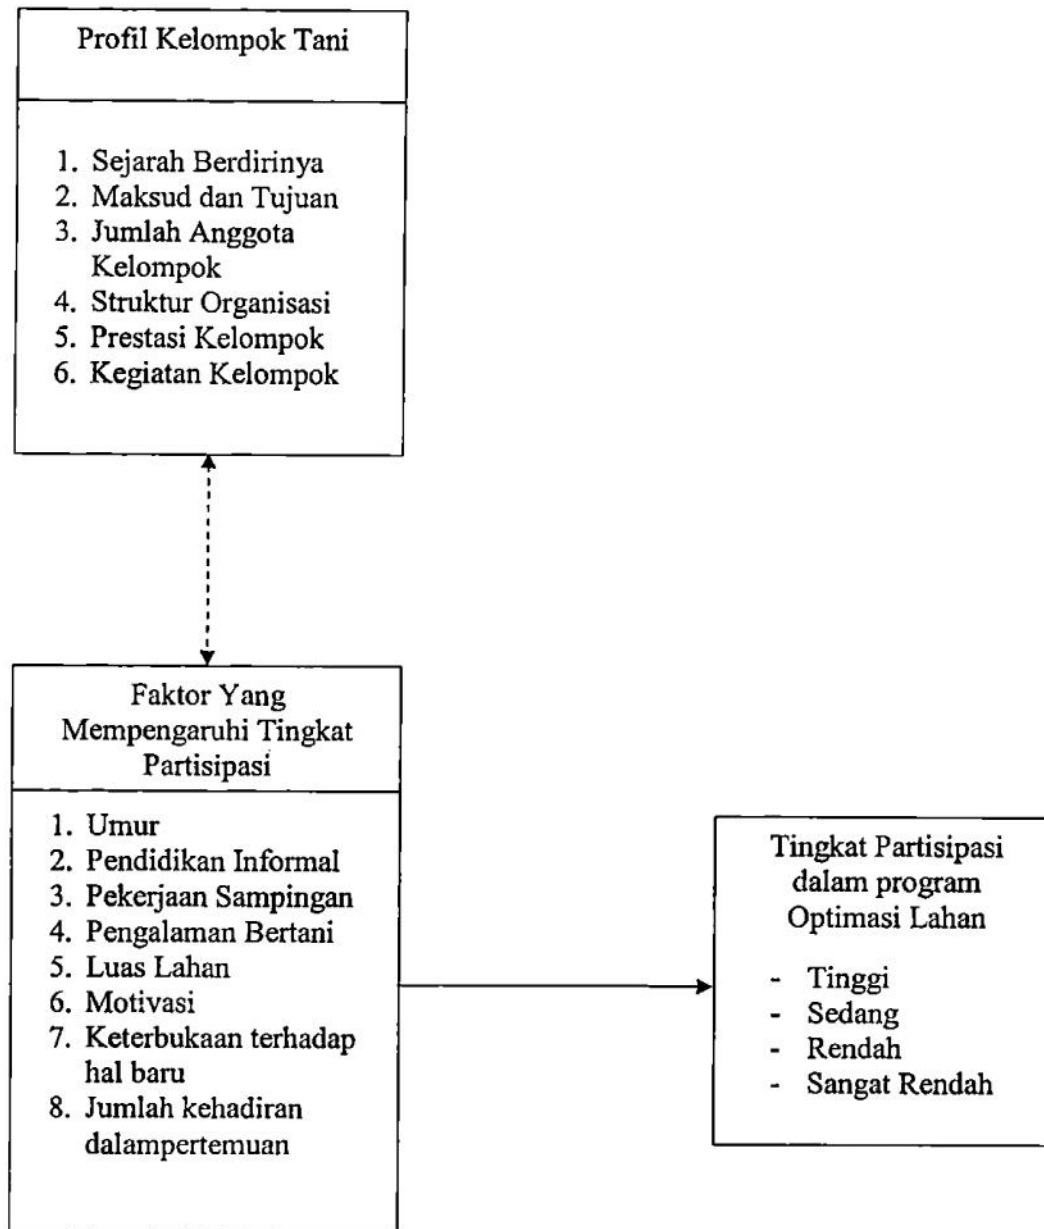 Profil Kelompok Tani
1. Sejarah Berdirinya
2. Maksud dan Tujuan
3. Jumlah Anggota
Kelompok
4. Struktur Organisasi
5. Prestasi Kelompok
6. Kegiatan Kelompok
Faktor Yang
Mempengaruhi Tingkat
Partisipasi
1. Umur
2. Pendidikan Informal
3. Pekerjaan Sampingan
4. Pengalaman Bertani
5. Luas Lahan
6. Motivasi
7. Keterbukaan terhadap
hal baru
8. Jumlah kehadiran
dalampertemuan
Tingkat Partisipasi
dalam program
Optimasi Lahan
- Tinggi
- Sedang
- Rendah
- Sangat Rendah